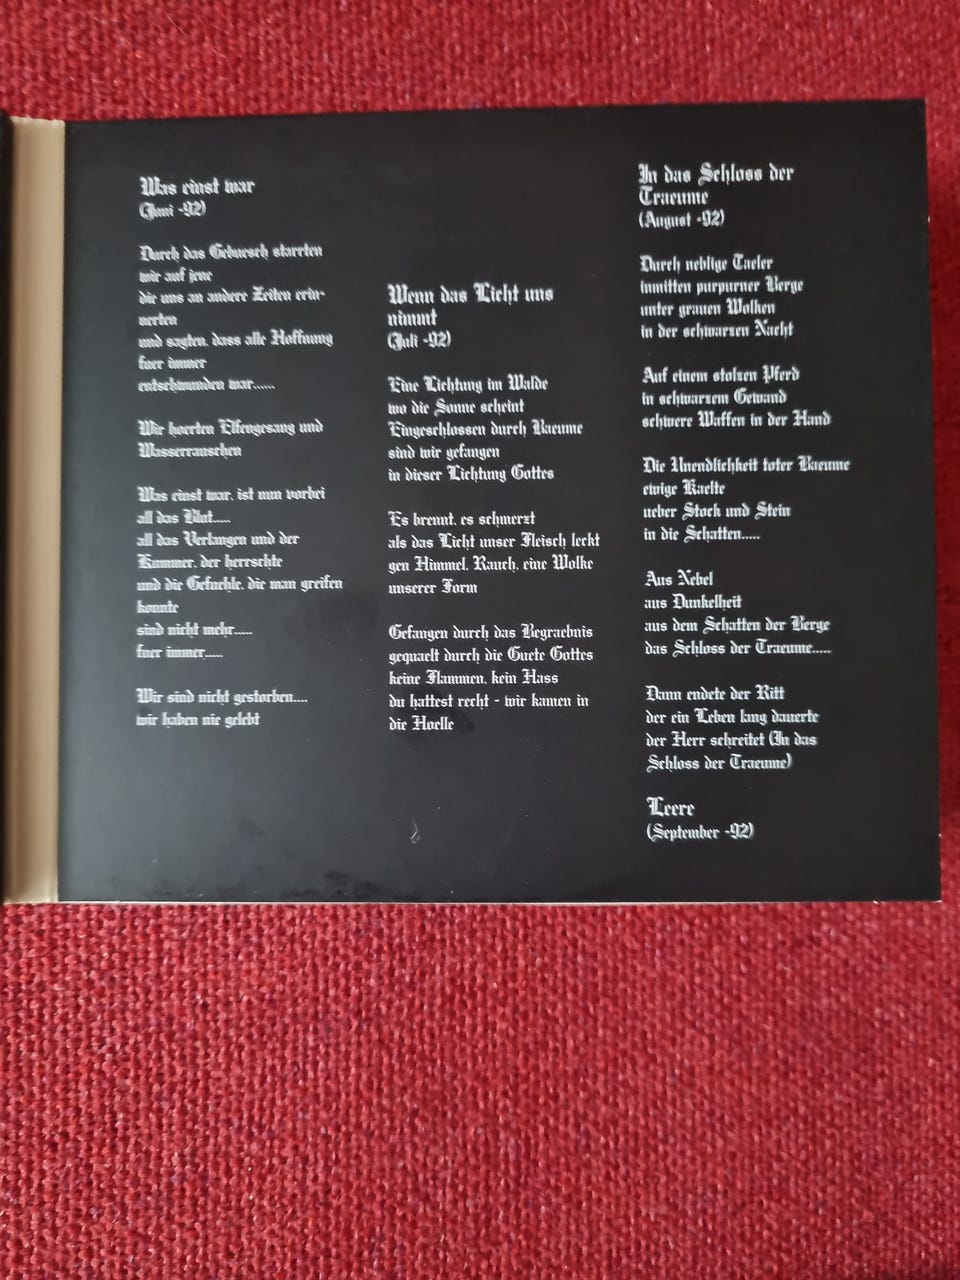 Was einst war
(Juni -92)
Durch das Gebuesch starrten
wir auf jene
die uns an andere Zeiten erin-
nerten
und sagten, dass alle Hoffnung
fuer immer
entschwunden war.....
Wir hoerten Elfengesang und
Wasserrauschen
Was einst war, ist nun vorbei
all das Blut.....
all das Verlangen und der
Kummer, der herrschte
und die Gefuehle, die man greifen
konnte
sind nicht mehr.....
fuer immer.....
Wir sind nicht gestorben....
wir haben nie gelebt
Wenn das Licht uns
nimmt
(Juli -92)
Eine Lichtung im Walde
wo die Sonne scheint
Eingeschlossen durch Baeume
sind wir gefangen
in dieser Lichtung Gottes
Es brennt, es schmerzt
als das Licht unser Fleisch leckt
gen Himmel, Rauch, eine Wolke
unserer Form
Gefangen durch das Begraebnis
gequaelt durch die Guete Gottes
keine Flammen, kein Hass
du hattest recht - wir kamen in
die Hoelle
In das Schloss der
Traeume
(August -92)
Durch neblige Taeler
inmitten purpurner Berge
unter grauen Wolken
in der schwarzen Nacht
Auf einem stolzen Pferd
in schwarzem Gewand
schwere Waffen in der Hand
Die Unendlichkeit toter Baeume
ewige Kaelte
ueber Stock und Stein
in die Schatten.....
Aus Nebel
aus Dunkelheit
aus dem Schatten der Berge
das Schloss der Traeume.....
Dann endete der Ritt
der ein Leben lang dauerte
der Herr schreitet (In das
Schloss der Traeume)
Leere
(September -92)